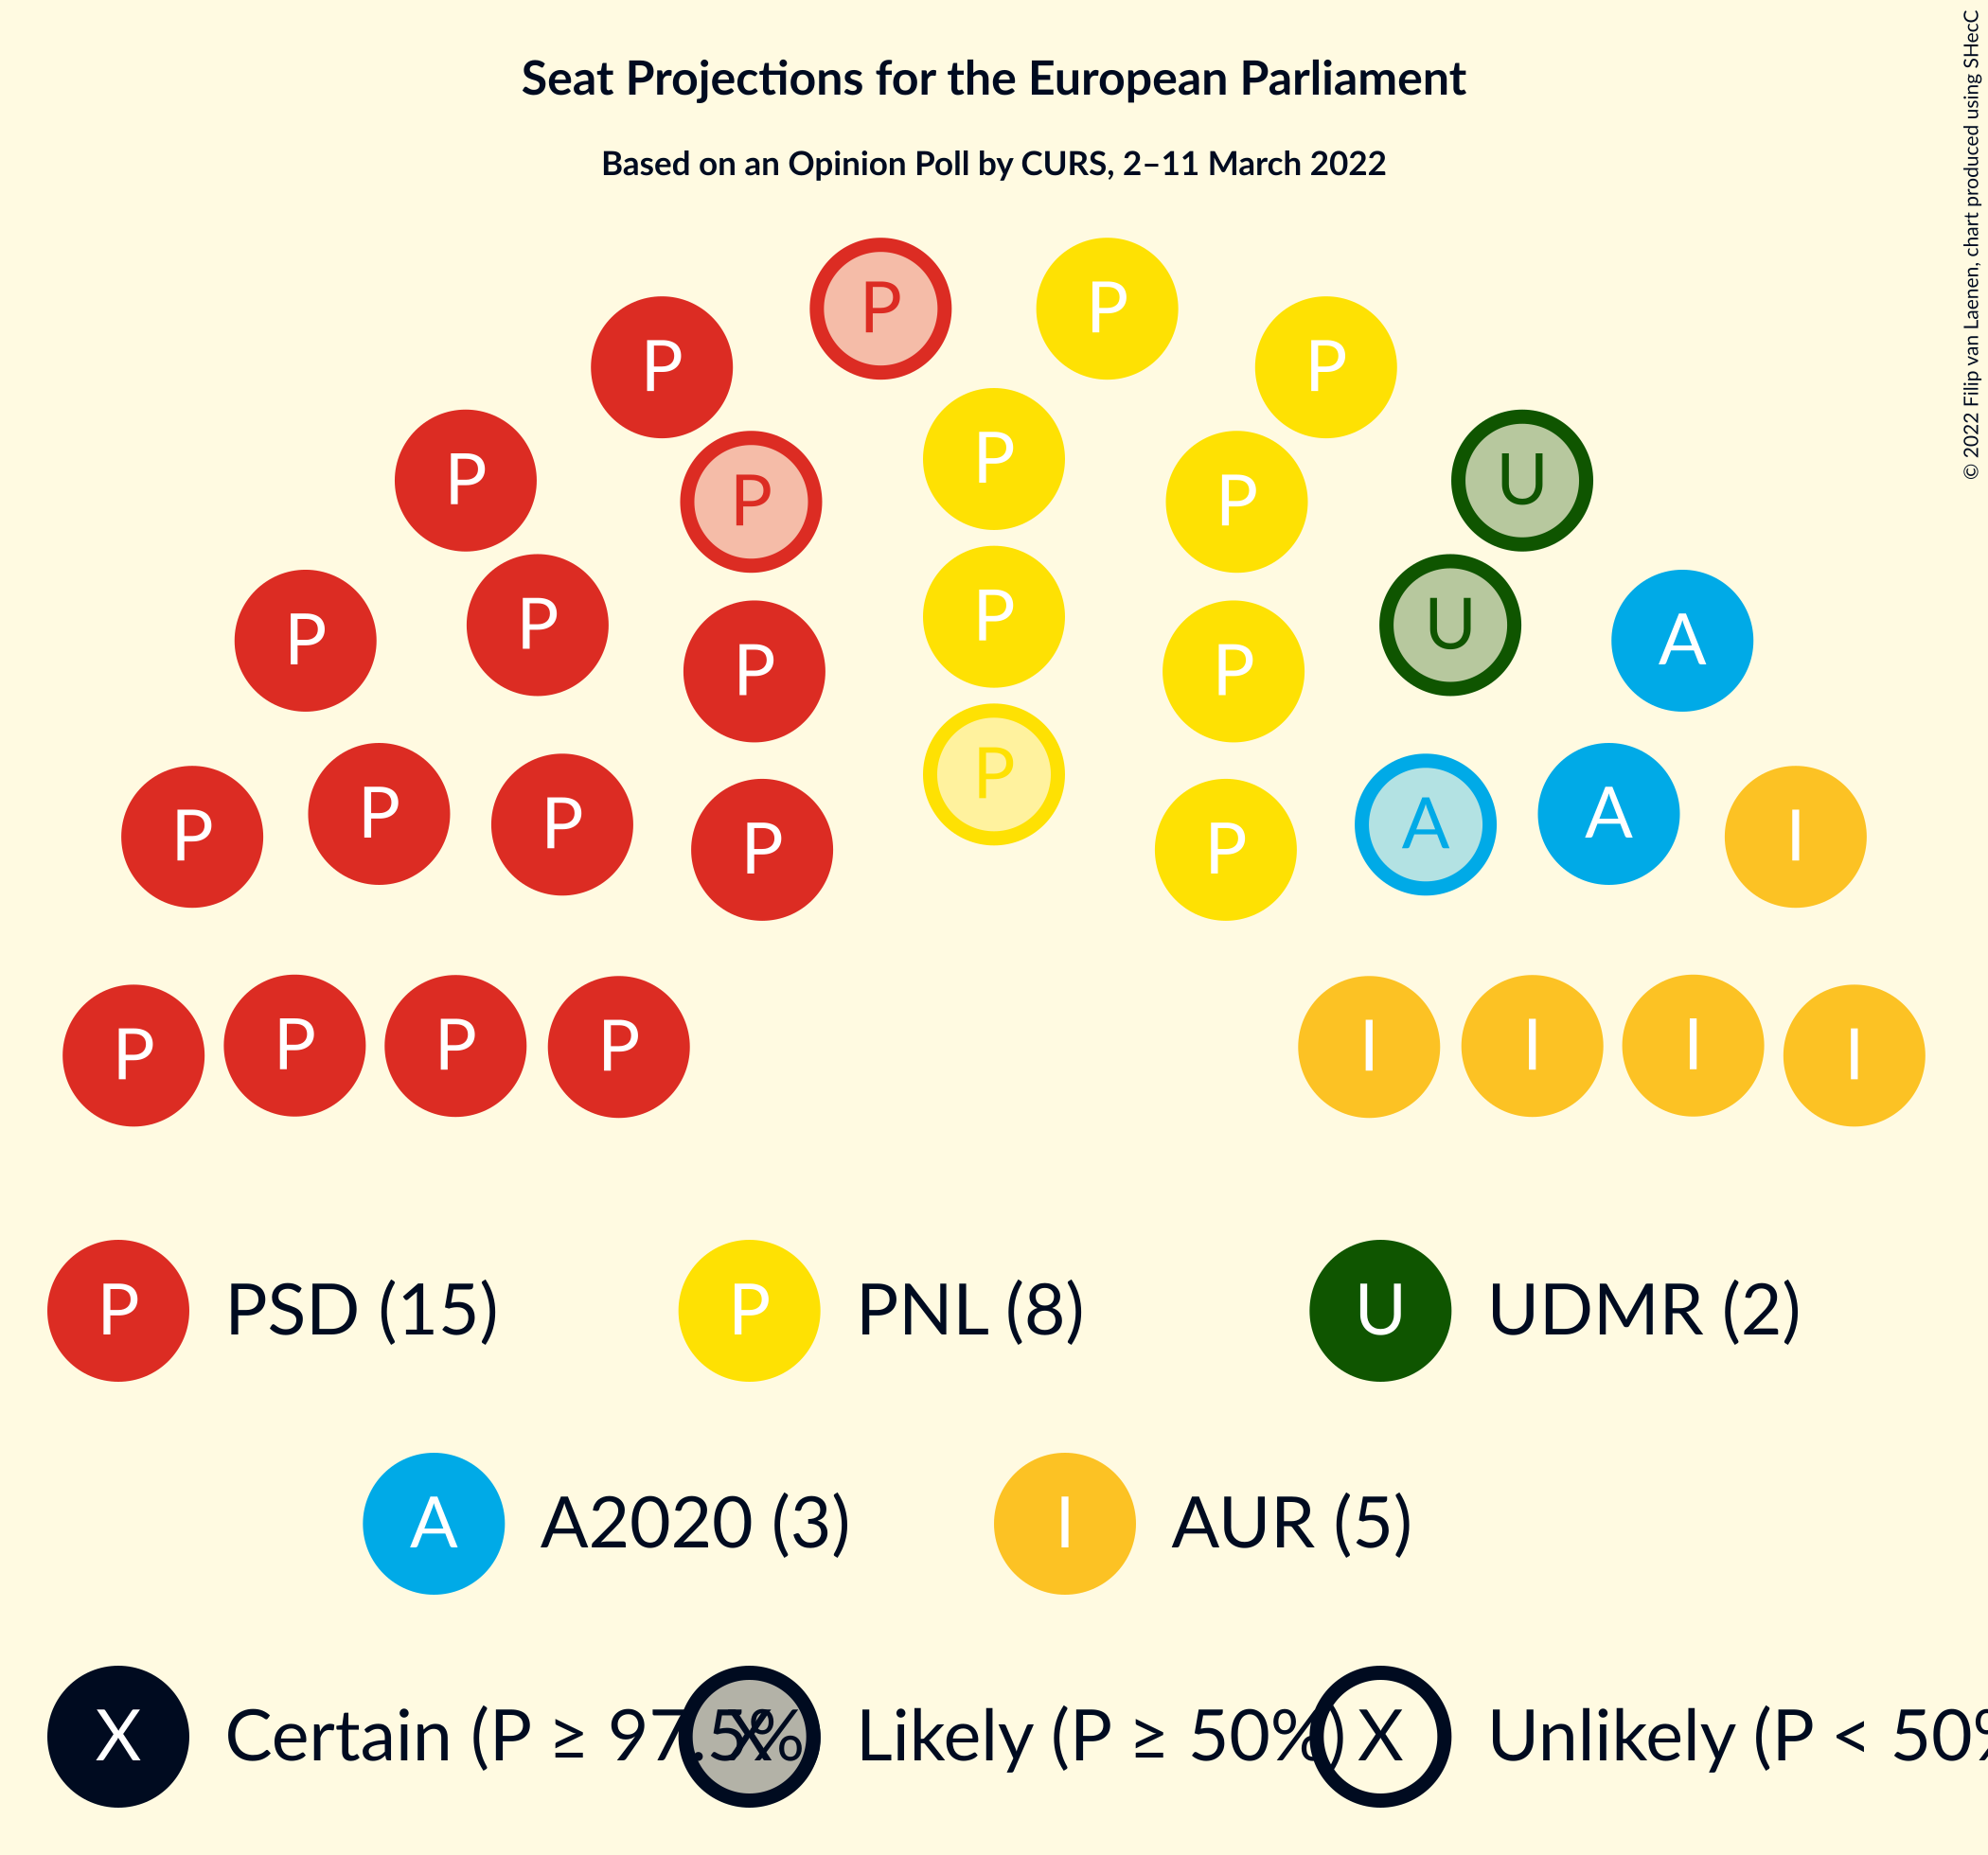 Seat Projections for the European Parliament
Based on an Opinion Poll by CURS, 2–11 March 2022
© 2022 Filip van Laenen, chart produced using SHecC
P P
P P
P P U
P P
P P U A
P P P
P P P
P P A A I
P P
P P P P I I I I
P PSD (15) P PNL (8) U UDMR (2)
A A2020 (3) I AUR (5)
X Certain (P ≥ 97.5% X Likely (P ≥ 50%) X Unlikely (P < 50%